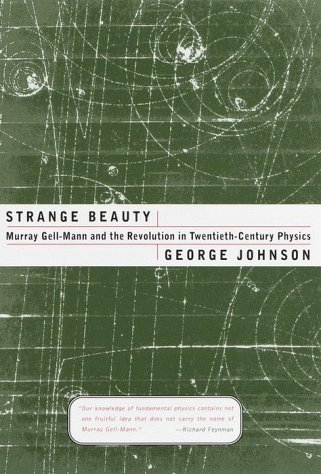 STRANGE BEAUTY
Murray Gell-Mann and the Revolution in Twentieth-Century Physics
GEORGE JOHNSON
"Our knowledge of fundamental physics contains not
one fruitful idea that does not carry the name of
Murray Gell-Mann."
—Richard Feynman